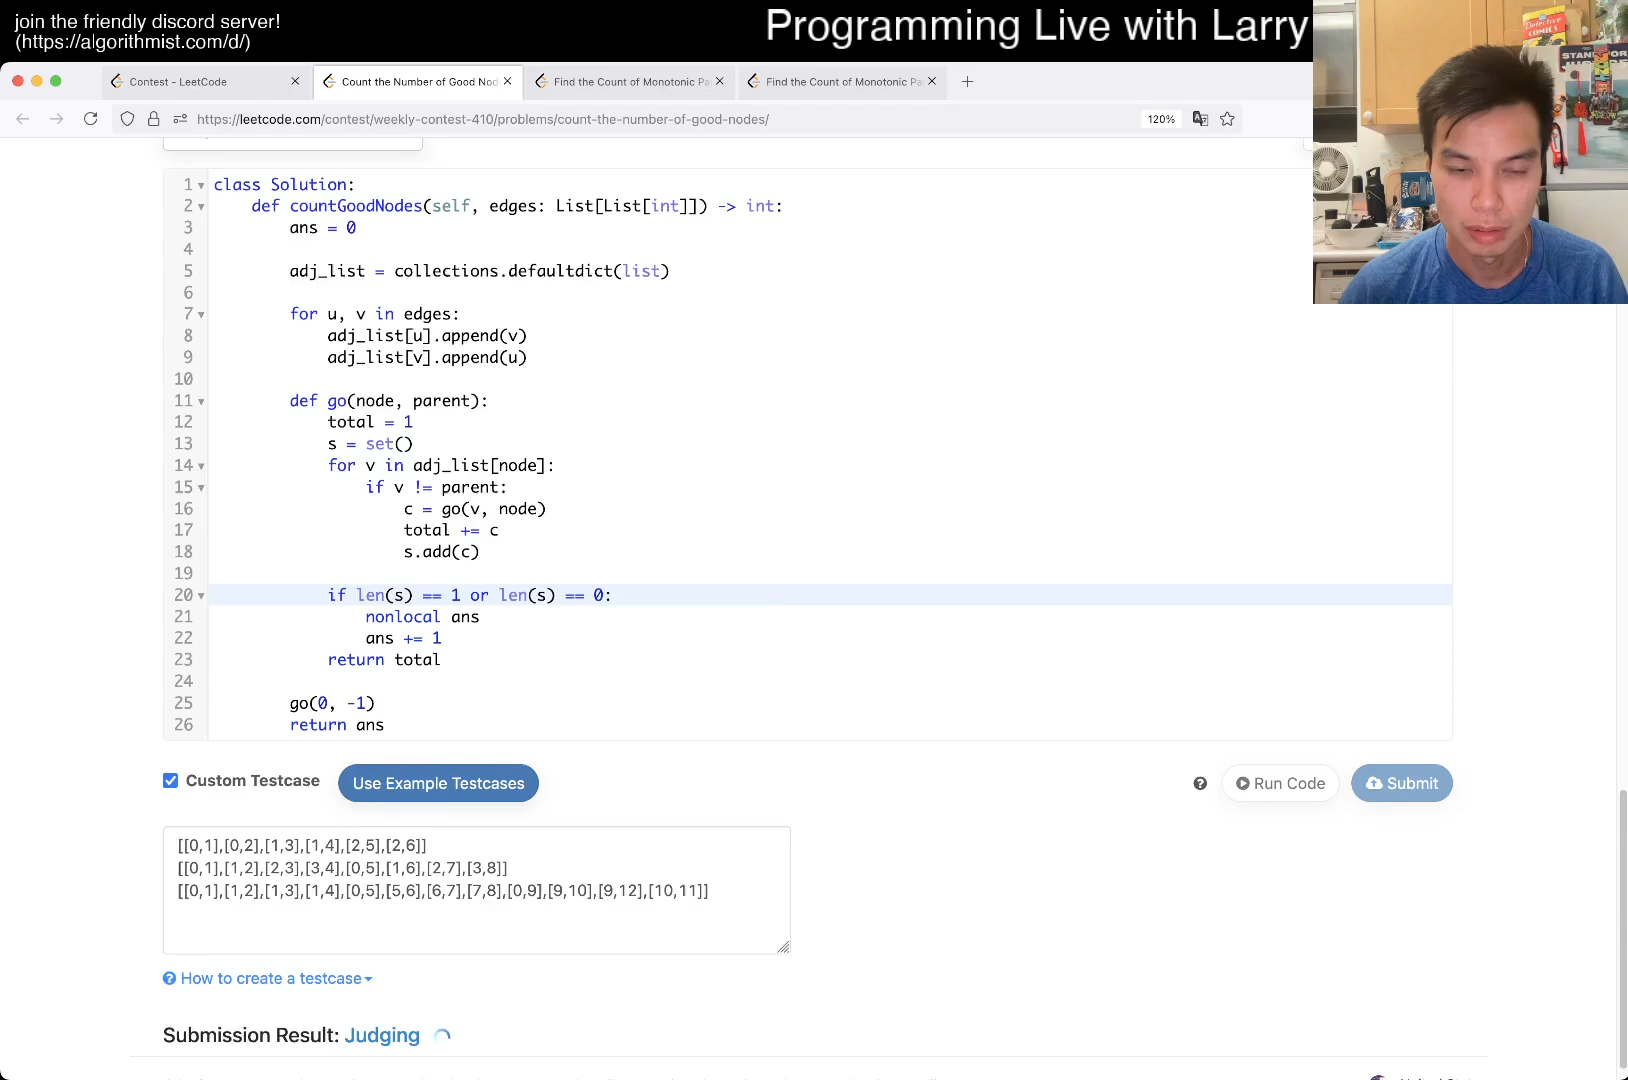 join the friendly discord server!
(https://algorithmist.com/d/)
Programming Live with Larry
Contest - LeetCode
Count the Number of Good Nod
Find the Count of Monotonic Pa
Find the Count of Monotonic Pa
https://leetcode.com/contest/weekly-contest-410/problems/count-the-number-of-good-nodes/
120%
1 class Solution:
2 def countGoodNodes(self, edges: List[List[int]]) -> int:
3 ans = 0
4
5 adj_list = collections.defaultdict(list)
6
7 for u, v in edges:
8 adj_list[u].append(v)
9 adj_list[v].append(u)
10
11 def go(node, parent):
12 total = 1
13 s = set()
14 for v in adj_list[node]:
15 if v != parent:
16 c = go(v, node)
17 total += c
18 s.add(c)
19
20 if len(s) == 1 or len(s) == 0:
21 nonlocal ans
22 ans += 1
23 return total
24
25 go(0, -1)
26 return ans
Custom Testcase
Use Example Testcases
Run Code
Submit
[[0,1],[0,2],[1,3],[1,4],[2,5],[2,6]]
[[0,1],[1,2],[2,3],[3,4],[0,5],[1,6],[2,7],[3,8]]
[[0,1],[1,2],[1,3],[1,4],[0,5],[5,6],[6,7],[7,8],[0,9],[9,10],[9,12],[10,11]]
How to create a testcase
Submission Result: Judging
Detective
COMICS